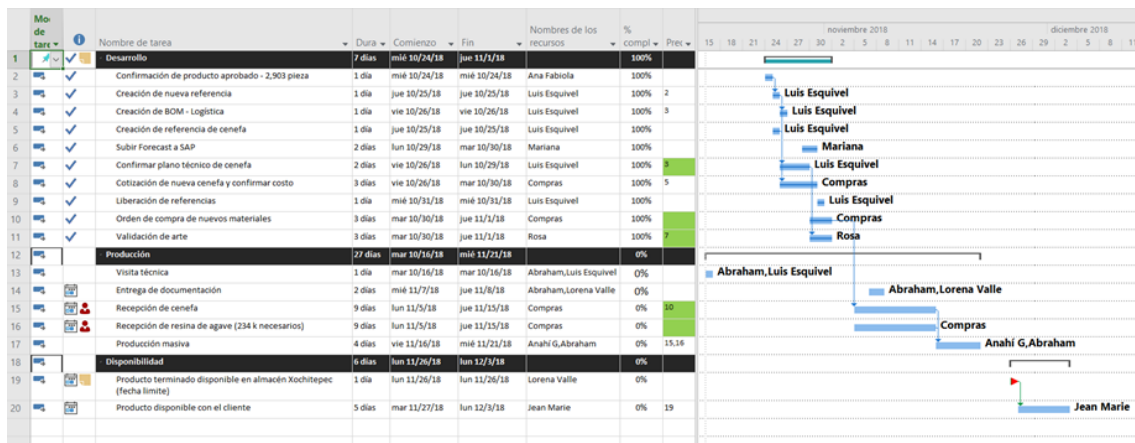 Mo de tare Nombre de tarea Dura Comienzo Fin Nombres de los recursos % compl Prec
noviembre 2018 diciembre 2018
15 18 21 24 27 30 2 5 8 11 14 17 20 23 26 29 2 5 8 11
1 Desarrollo 7 días mié 10/24/18 jue 11/1/18 100%
2 Confirmación de producto aprobado - 2,903 pieza 1 día mié 10/24/18 mié 10/24/18 Ana Fabiola 100%
3 Creación de nueva referencia 1 día jue 10/25/18 jue 10/25/18 Luis Esquivel 100% 2 Luis Esquivel
4 Creación de BOM - Logística 1 día vie 10/26/18 vie 10/26/18 Luis Esquivel 100% 3 Luis Esquivel
5 Creación de referencia de cenefa 1 día jue 10/25/18 jue 10/25/18 Luis Esquivel 100% Luis Esquivel
6 Subir Forecast a SAP 2 días lun 10/29/18 mar 10/30/18 Mariana 100% Mariana
7 Confirmar plano técnico de cenefa 2 días vie 10/26/18 lun 10/29/18 Luis Esquivel 100% 3 Luis Esquivel
8 Cotización de nueva cenefa y confirmar costo 3 días vie 10/26/18 mar 10/30/18 Compras 100% 5 Compras
9 Liberación de referencias 1 día mié 10/31/18 mié 10/31/18 Luis Esquivel 100% Luis Esquivel
10 Orden de compra de nuevos materiales 3 días mar 10/30/18 jue 11/1/18 Compras 100% Compras
11 Validación de arte 3 días mar 10/30/18 jue 11/1/18 Rosa 100% 7 Rosa
12 Producción 27 días mar 10/16/18 mié 11/21/18 0%
13 Visita técnica 1 día mar 10/16/18 mar 10/16/18 Abraham,Luis Esquivel 0% Abraham,Luis Esquivel
14 Entrega de documentación 2 días mié 11/7/18 jue 11/8/18 Abraham,Lorena Valle 0% Abraham,Lorena Valle
15 Recepción de cenefa 9 días lun 11/5/18 jue 11/15/18 Compras 0% 10
16 Recepción de resina de agave (234 k necesarios) 9 días lun 11/5/18 jue 11/15/18 Compras 0% Compras
17 Producción masiva 4 días vie 11/16/18 mié 11/21/18 Anahí G,Abraham 0% 15,16 Anahí G,Abraham
18 Disponibilidad 6 días lun 11/26/18 lun 12/3/18 0%
19 Producto terminado disponible en almacén Xochitepec 1 día lun 11/26/18 lun 11/26/18 Lorena Valle 0%
(fecha limite)
20 Producto disponible con el cliente 5 días mar 11/27/18 lun 12/3/18 Jean Marie 0% 19 Jean Marie